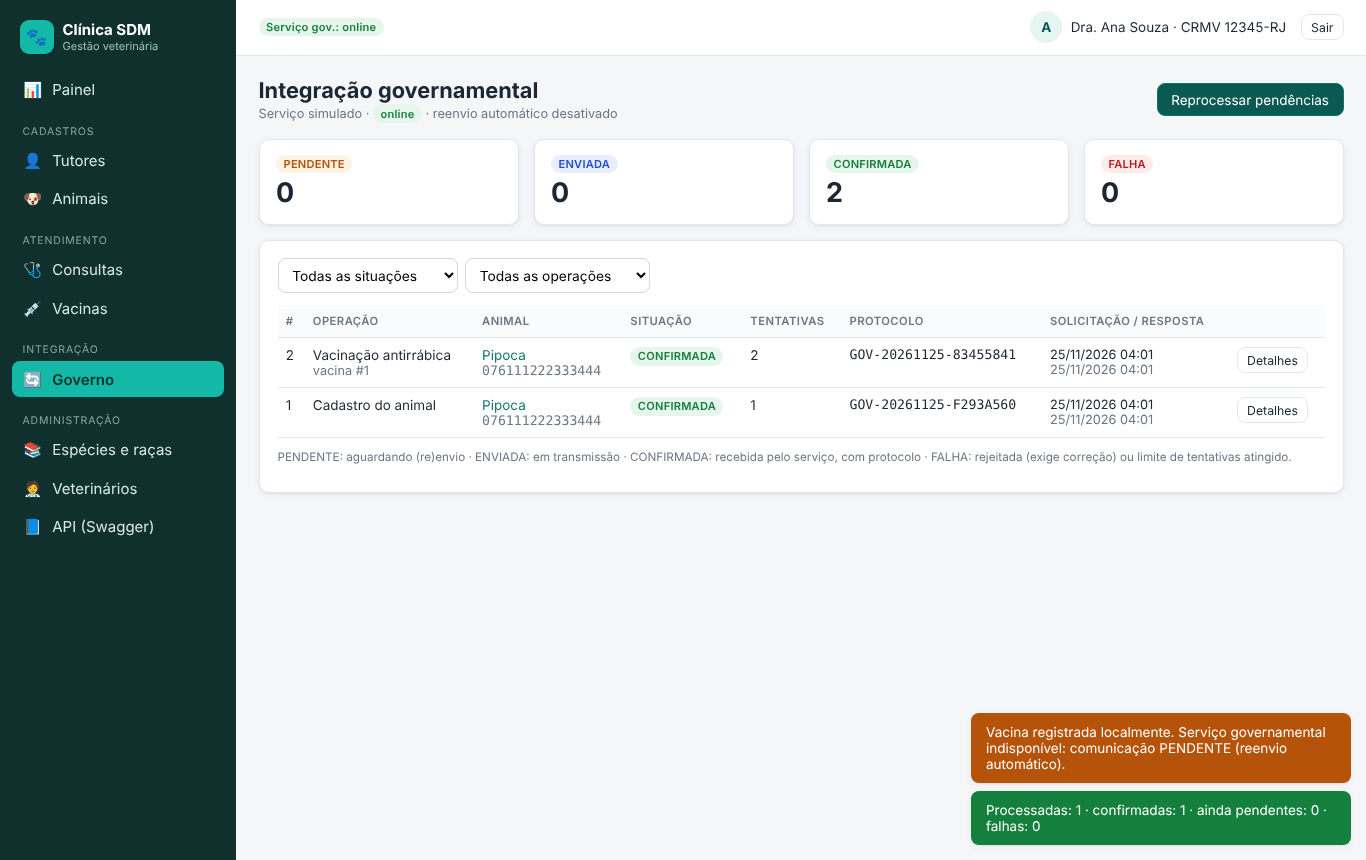 Clínica SDM
Gestão veterinária
Painel
CADASTROS
Tutores
Animais
ATENDIMENTO
Consultas
Vacinas
INTEGRAÇÃO
Governo
ADMINISTRAÇÃO
Espécies e raças
Veterinários
API (Swagger)
Serviço gov.: online
A Dra. Ana Souza · CRMV 12345-RJ Sair
Integração governamental
Serviço simulado · online · reenvio automático desativado
Reprocessar pendências
PENDENTE
0
ENVIADA
0
CONFIRMADA
2
FALHA
0
Todas as situações Todas as operações
# OPERAÇÃO ANIMAL SITUAÇÃO TENTATIVAS PROTOCOLO SOLICITAÇÃO / RESPOSTA
2 Vacinação antirrábica Pipoca CONFIRMADA 2 GOV-20261125-83455841 25/11/2026 04:01 Detalhes
vacina #1 076111222333444 25/11/2026 04:01
1 Cadastro do animal Pipoca CONFIRMADA 1 GOV-20261125-F293A560 25/11/2026 04:01 Detalhes
076111222333444 25/11/2026 04:01
PENDENTE: aguardando (re)envio · ENVIADA: em transmissão · CONFIRMADA: recebida pelo serviço, com protocolo · FALHA: rejeitada (exige correção) ou limite de tentativas atingido.
Vacina registrada localmente. Serviço governamental
indisponível: comunicação PENDENTE (reenvio
automático).
Processadas: 1 · confirmadas: 1 · ainda pendentes: 0 ·
falhas: 0